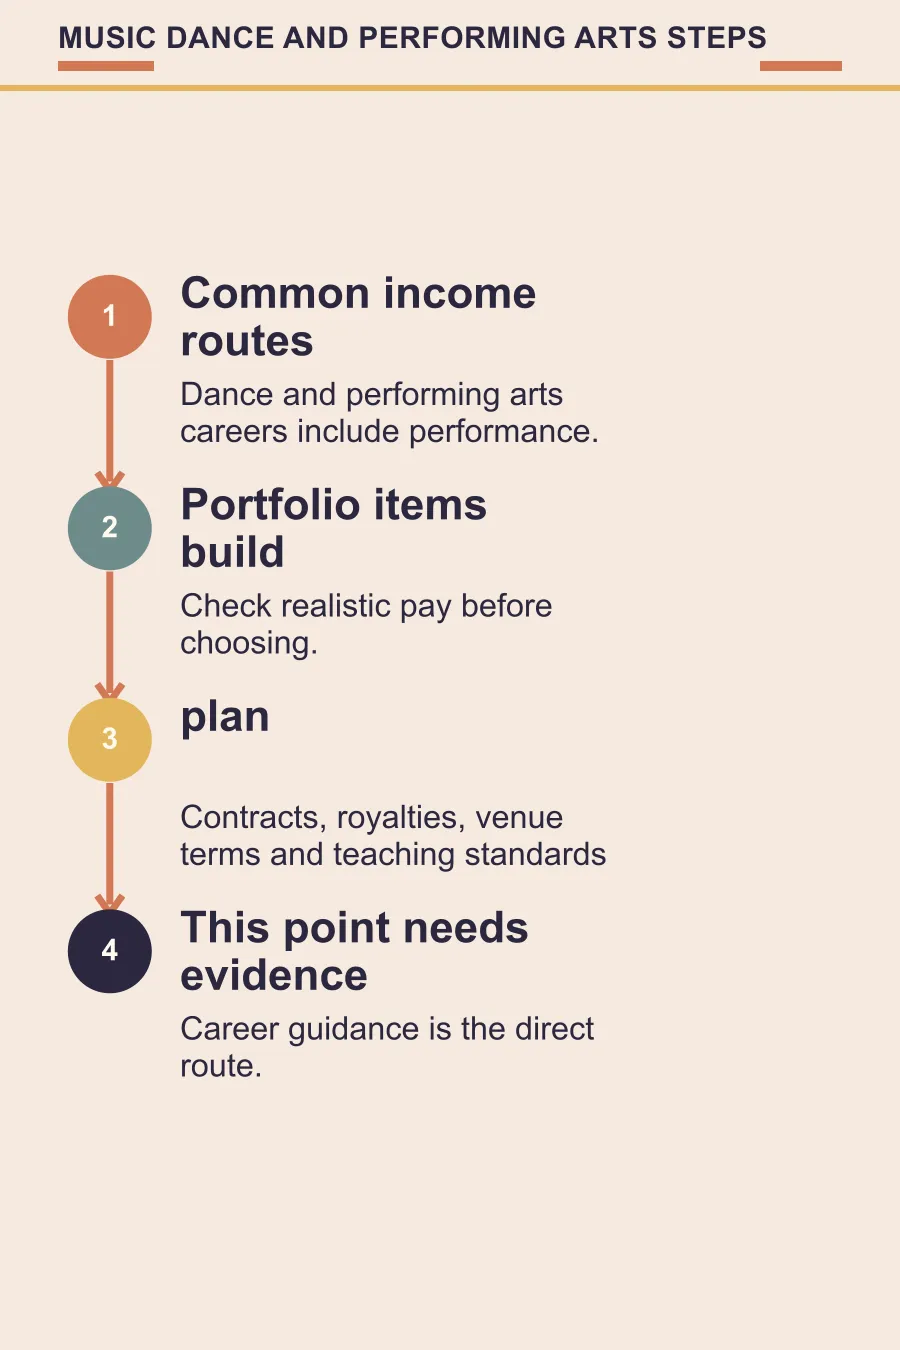 MUSIC DANCE AND PERFORMING ARTS STEPS
1
Common income
routes
Dance and performing arts
careers include performance.
2
Portfolio items
build
Check realistic pay before
choosing.
3
plan
Contracts, royalties, venue
terms and teaching standards
4
This point needs
evidence
Career guidance is the direct
route.